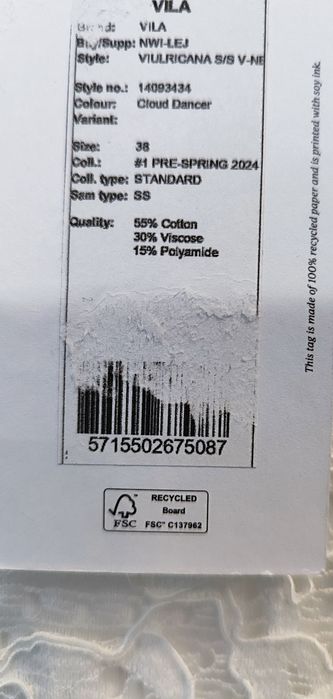 VILA
Brand: VILA
Buy/Supp: NWI-LEJ
Style: VIULRICANA S/S V-NE
Style no.: 14093434
Colour: Cloud Dancer
Variant:
Size: 38
Coll.: #1 PRE-SPRING 2024
Coll. type: STANDARD
Sam type: SS
Quality: 55% Cotton
30% Viscose
15% Polyamide
5715502675087
RECYCLED
Board
FSC FSC™ C137962
This tag is made of 100% recycled paper and is printed with soy ink.